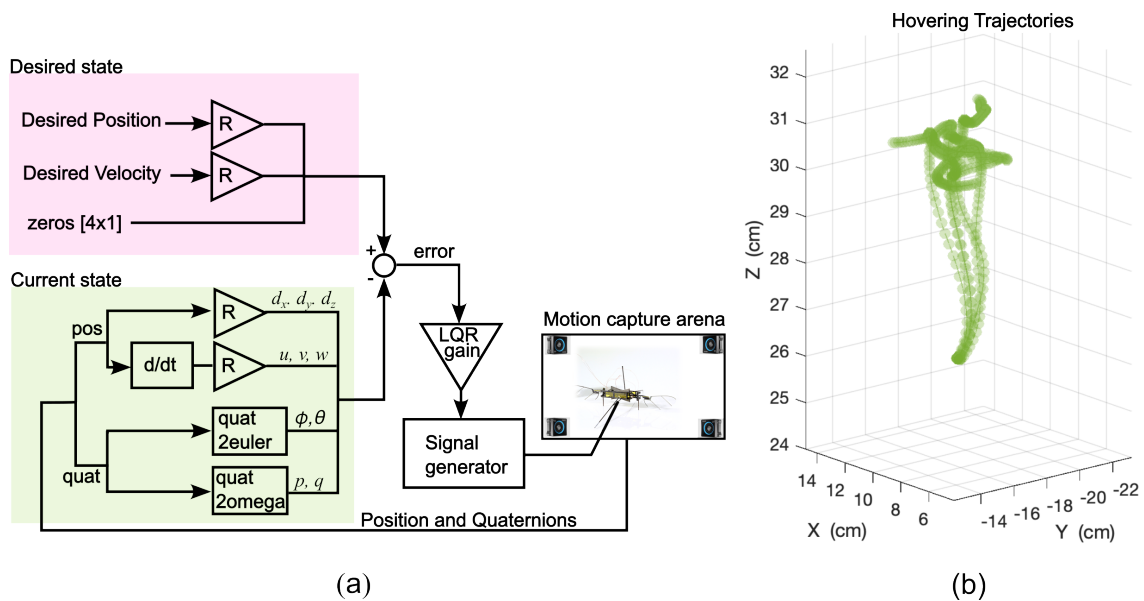 Desired state
Desired Position
R
Desired Velocity
R
zeros [4x1]
+
-
error
Current state
pos
R
dx, dy, dz
d/dt
R
u, v, w
quat
quat
2euler
ϕ,θ
quat
2omega
p, q
LQR
gain
Signal
generator
Motion capture arena
Position and Quaternions
(a)
Hovering Trajectories
32
31
30
29
28
27
26
25
24
Z (cm)
14
12
10
8
6
X (cm)
-14
-16
-18
-20
-22
Y (cm)
(b)